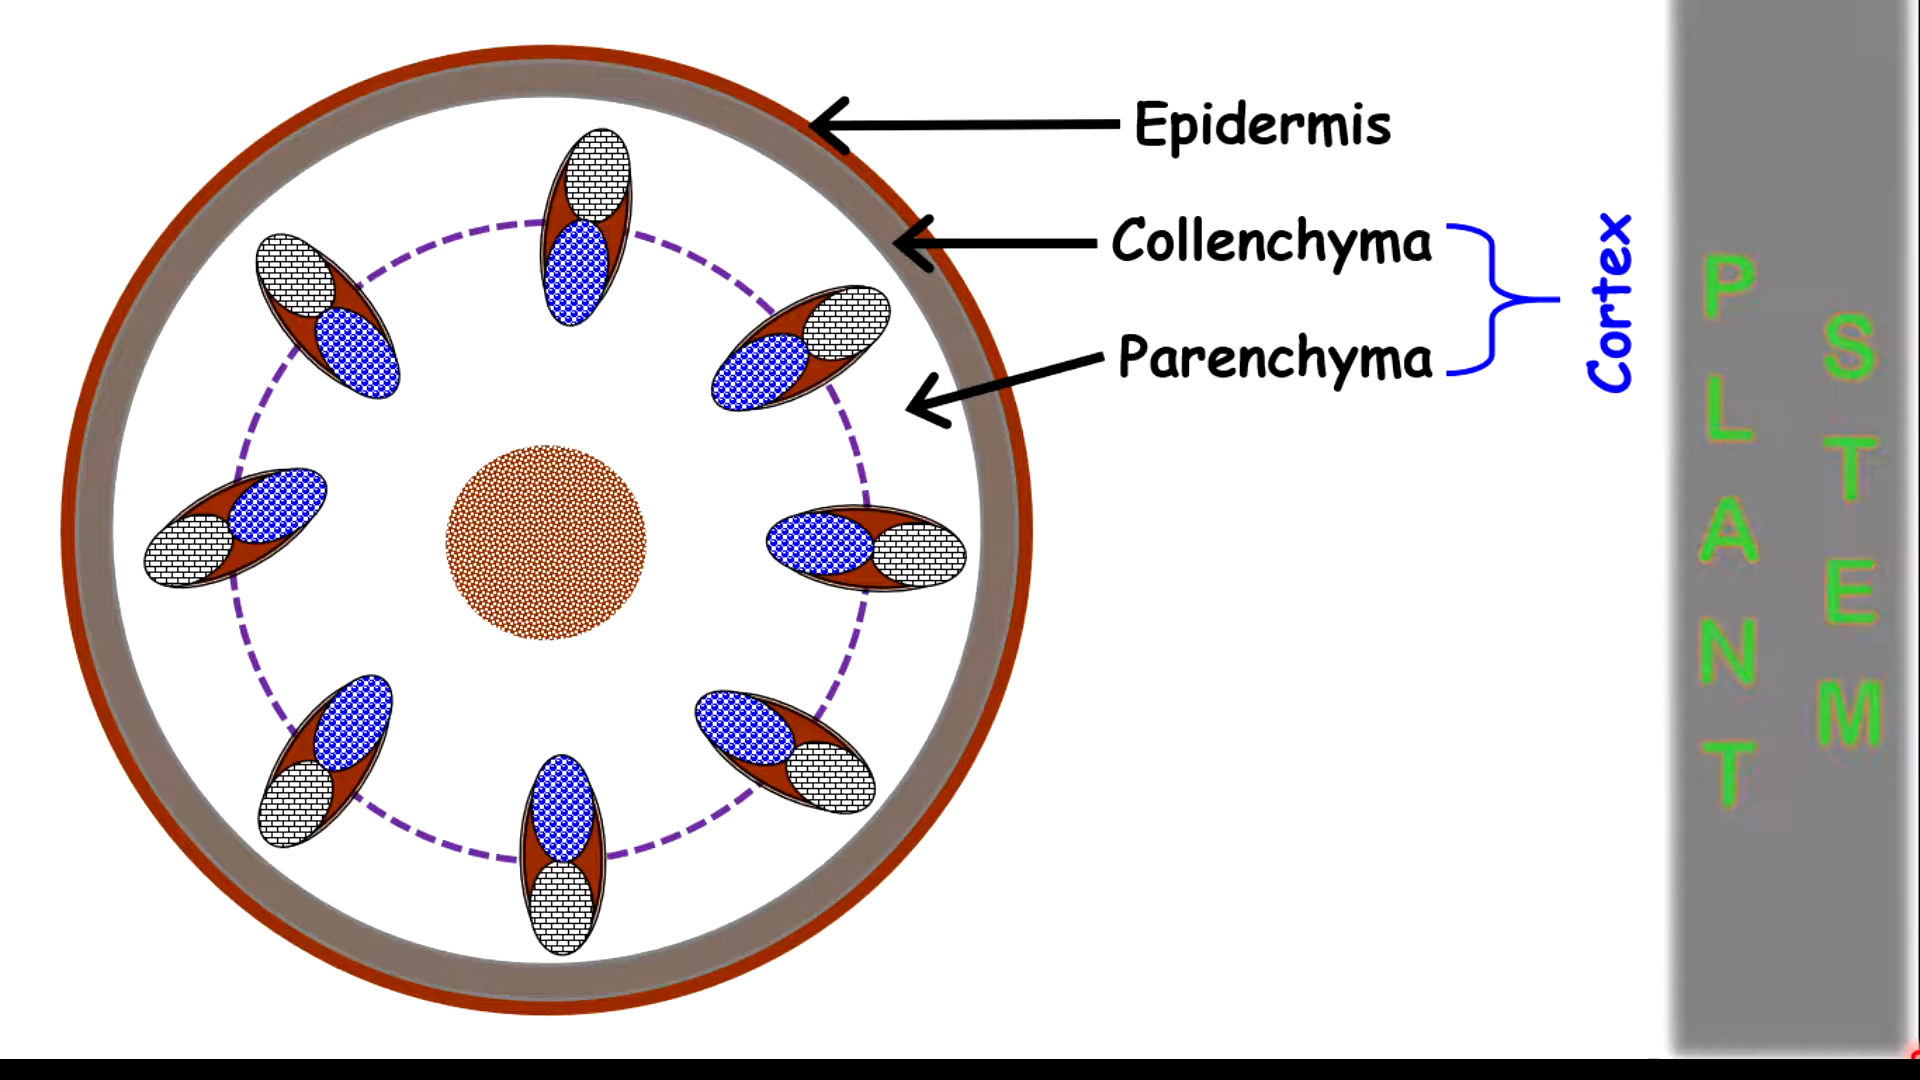 Epidermis
Collenchyma
Parenchyma
Cortex
PLANT
STEM